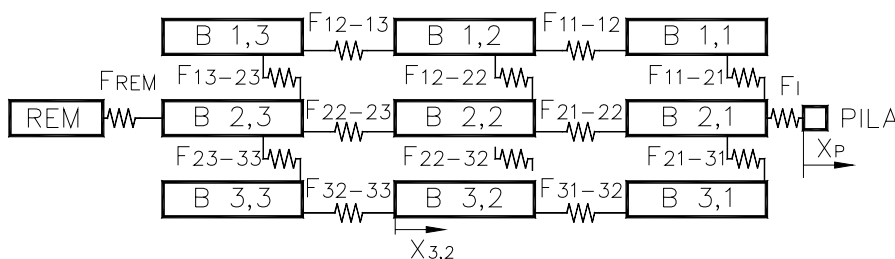 F12-13 F11-12
B 1,3 B 1,2 B 1,1
FREM F13-23 F12-22 F11-21 FI
REM B 2,3 F22-23 B 2,2 F21-22 B 2,1 PILA
F23-33 F22-32 F21-31 XP
F32-33 F31-32
B 3,3 B 3,2 B 3,1
X3,2